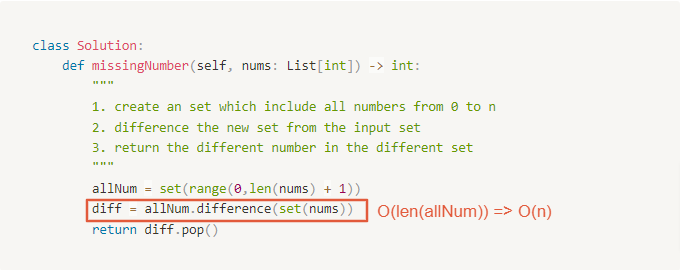 class Solution:
    def missingNumber(self, nums: List[int]) -> int:
        """
        1. create an set which include all numbers from 0 to n
        2. difference the new set from the input set
        3. return the different number in the different set
        """
        allNum = set(range(0,len(nums) + 1))
        diff = allNum.difference(set(nums)) O(len(allNum)) => O(n)
        return diff.pop()